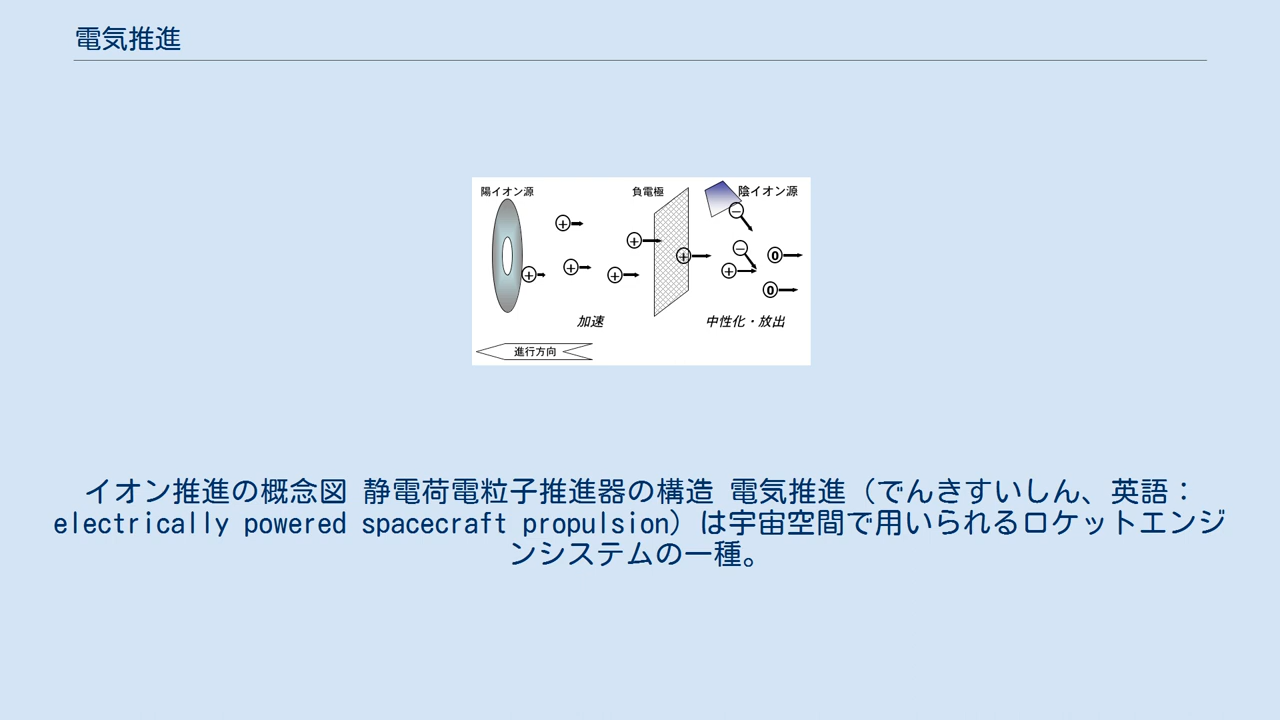 電気推進
陽イオン源
負電極
陰イオン源
+
+
+
+
+
+
+
−
−
0
0
加速
中性化・放出
進行方向
イオン推進の概念図 静電荷電粒子推進器の構造 電気推進（でんきすいしん、英語：
electrically powered spacecraft propulsion）は宇宙空間で用いられるロケットエンジ
ンシステムの一種。